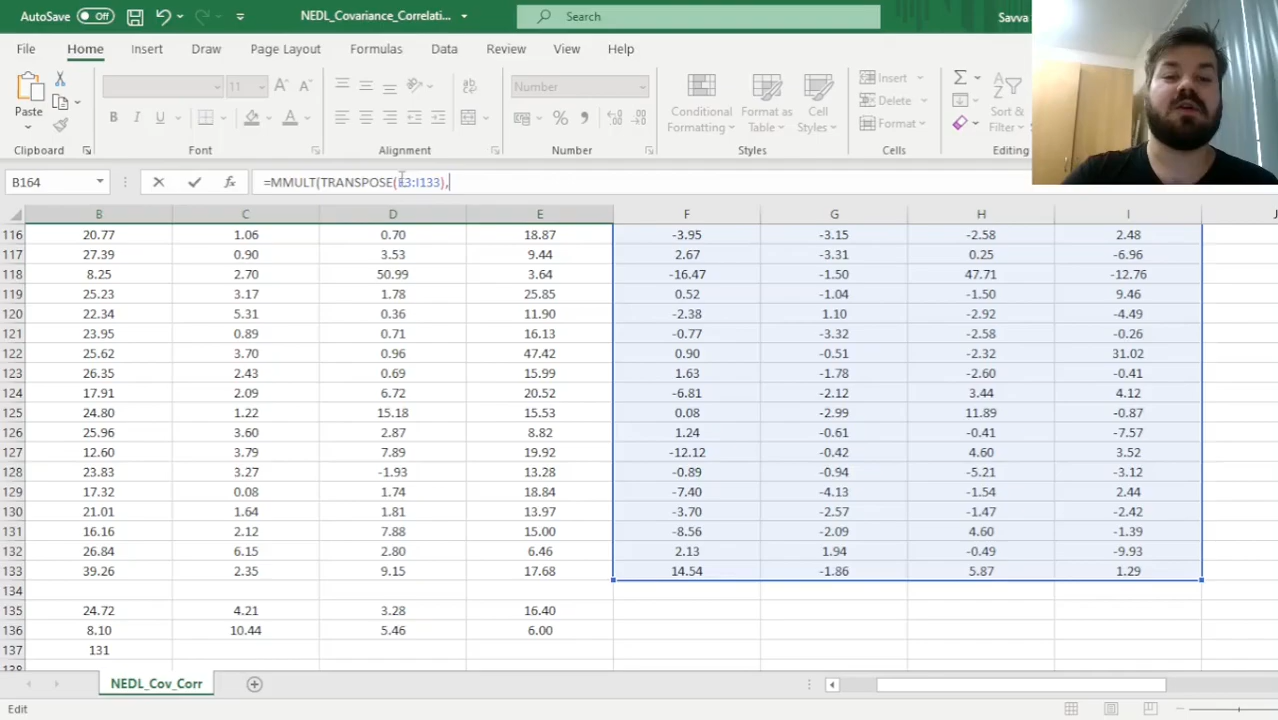 AutoSave Off NEDL_Covariance_Correlati... Search Savva
File Home Insert Draw Page Layout Formulas Data Review View Help
Paste
11
Number
Conditional Formatting
Format as Table
Cell Styles
Insert
Delete
Format
Sort & Filter
Clipboard Font Alignment Number Styles Cells Editing
B164 =MMULT(TRANSPOSE(F3:I133),
B C D E F G H I
116 20.77 1.06 0.70 18.87 -3.95 -3.15 -2.58 2.48
117 27.39 0.90 3.53 9.44 2.67 -3.31 0.25 -6.96
118 8.25 2.70 50.99 3.64 -16.47 -1.50 47.71 -12.76
119 25.23 3.17 1.78 25.85 0.52 -1.04 -1.50 9.46
120 22.34 5.31 0.36 11.90 -2.38 1.10 -2.92 -4.49
121 23.95 0.89 0.71 16.13 -0.77 -3.32 -2.58 -0.26
122 25.62 3.70 0.96 47.42 0.90 -0.51 -2.32 31.02
123 26.35 2.43 0.69 15.99 1.63 -1.78 -2.60 -0.41
124 17.91 2.09 6.72 20.52 -6.81 -2.12 3.44 4.12
125 24.80 1.22 15.18 15.53 0.08 -2.99 11.89 -0.87
126 25.96 3.60 2.87 8.82 1.24 -0.61 -0.41 -7.57
127 12.60 3.79 7.89 19.92 -12.12 -0.42 4.60 3.52
128 23.83 3.27 -1.93 13.28 -0.89 -0.94 -5.21 -3.12
129 17.32 0.08 1.74 18.84 -7.40 -4.13 -1.54 2.44
130 21.01 1.64 1.81 13.97 -3.70 -2.57 -1.47 -2.42
131 16.16 2.12 7.88 15.00 -8.56 -2.09 4.60 -1.39
132 26.84 6.15 2.80 6.46 2.13 1.94 -0.49 -9.93
133 39.26 2.35 9.15 17.68 14.54 -1.86 5.87 1.29
134
135 24.72 4.21 3.28 16.40
136 8.10 10.44 5.46 6.00
137 131
NEDL_Cov_Corr
Edit